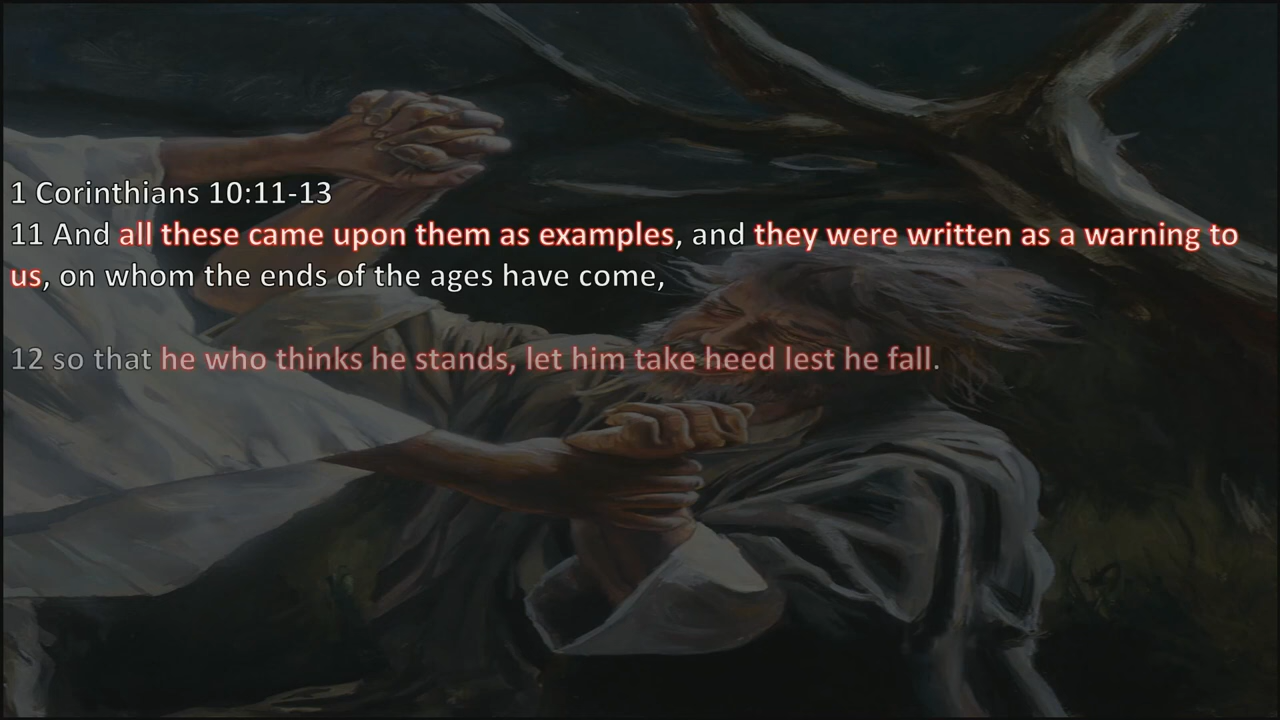 1 Corinthians 10:11-13
11 And all these came upon them as examples, and they were written as a warning to
us, on whom the ends of the ages have come,
12 so that he who thinks he stands, let him take heed lest he fall.